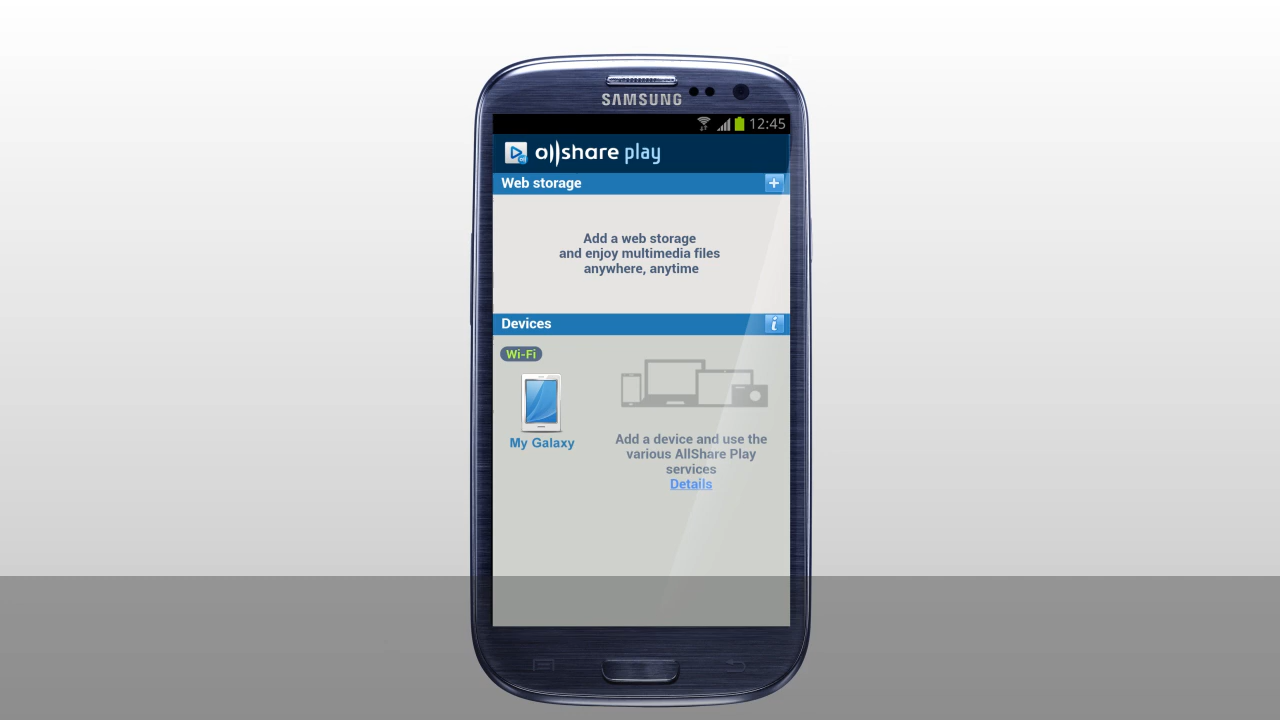 SAMSUNG
12:45
allshare play
Web storage
Add a web storage
and enjoy multimedia files
anywhere, anytime
Devices
Wi-Fi
My Galaxy
Add a device and use the
various AllShare Play
services
Details